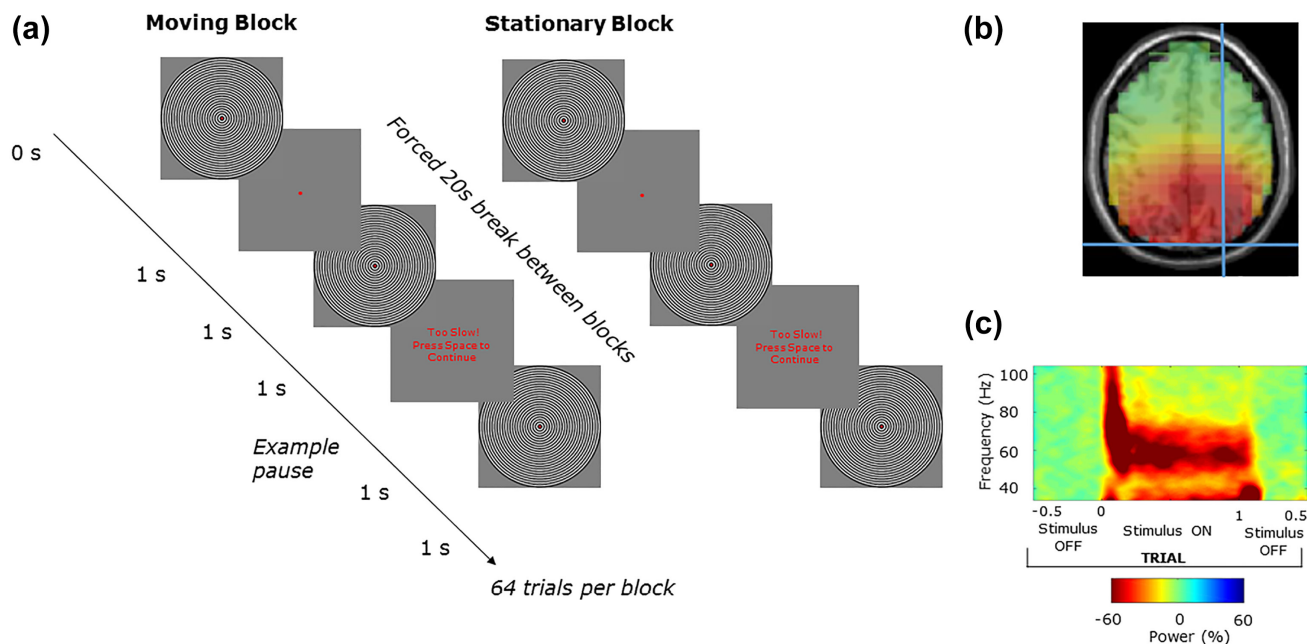 (a)
Moving Block
Stationary Block
0 s
1 s
1 s
1 s
Example
pause
1 s
1 s
64 trials per block
Forced 20s break between blocks
Too Slow!
Press Space to
Continue
Too Slow!
Press Space to
Continue
(b)
(c)
Frequency (Hz)
100
80
60
40
-0.5
0
1
0.5
Stimulus
OFF
Stimulus ON
Stimulus
OFF
TRIAL
-60
0
60
Power (%)